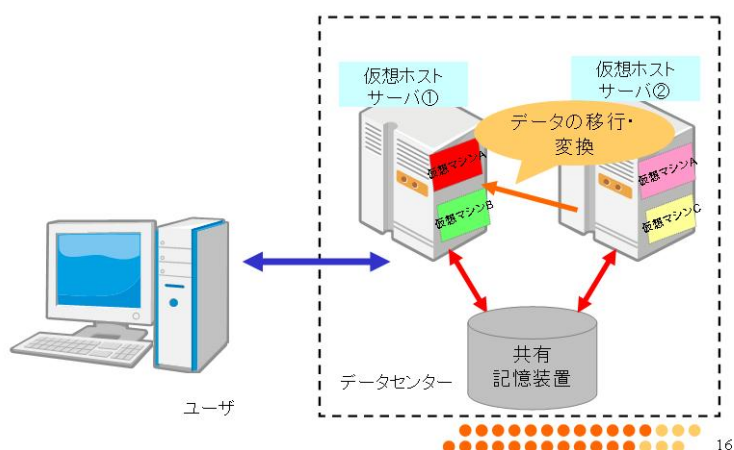 仮想ホスト
サーバ①
仮想ホスト
サーバ②
データの移行・
変換
仮想マシンA
仮想マシンB
仮想マシンA
仮想マシンC
共有
記憶装置
データセンター
ユーザ
16